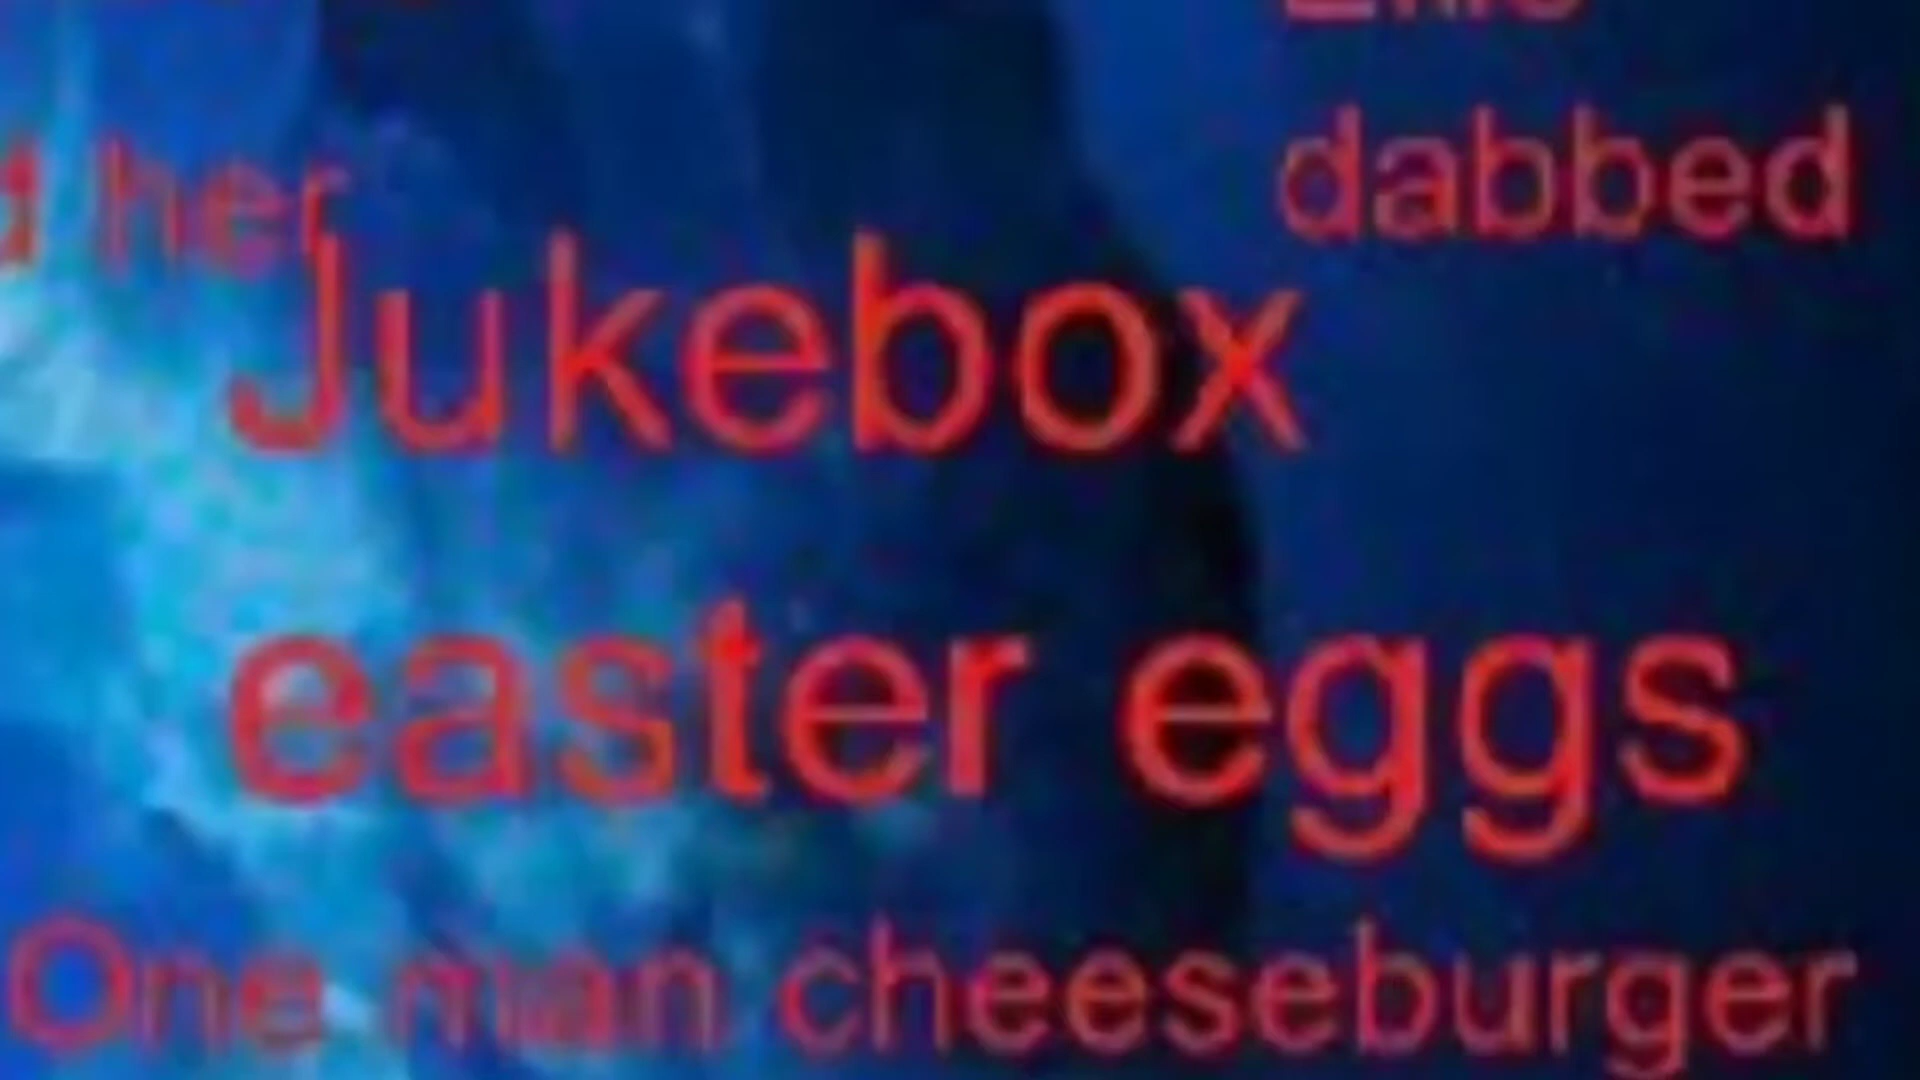 dabbed
her
Jukebox
easter eggs
One man cheeseburger